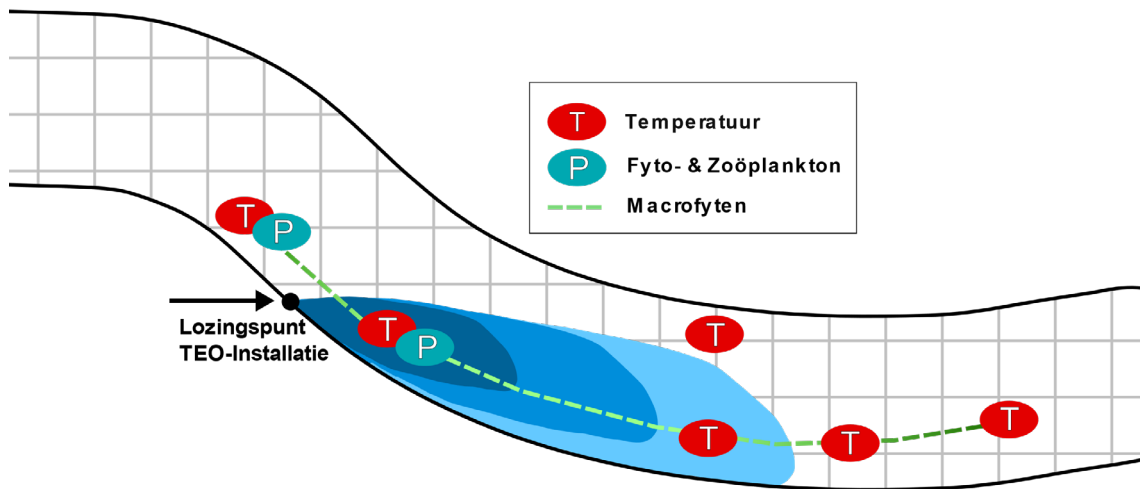 T Temperatuur
P Fyto- & Zoöplankton
Macrofyten
T
P
Lozingspunt
TEO-Installatie
T
P
T
T
T
T